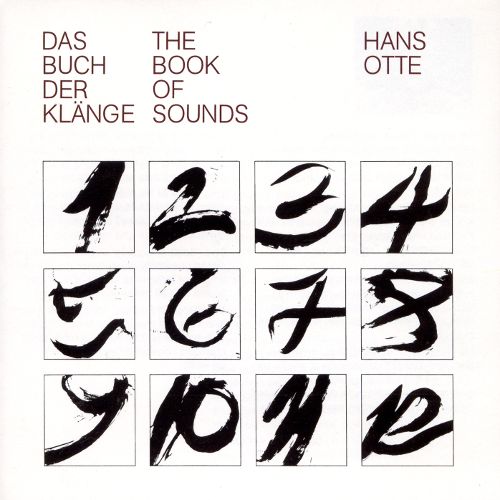 DAS
BUCH
DER
KLÄNGE
THE
BOOK
OF
SOUNDS
HANS
OTTE
1 2 3 4
5 6 7 8
9 10 11 12